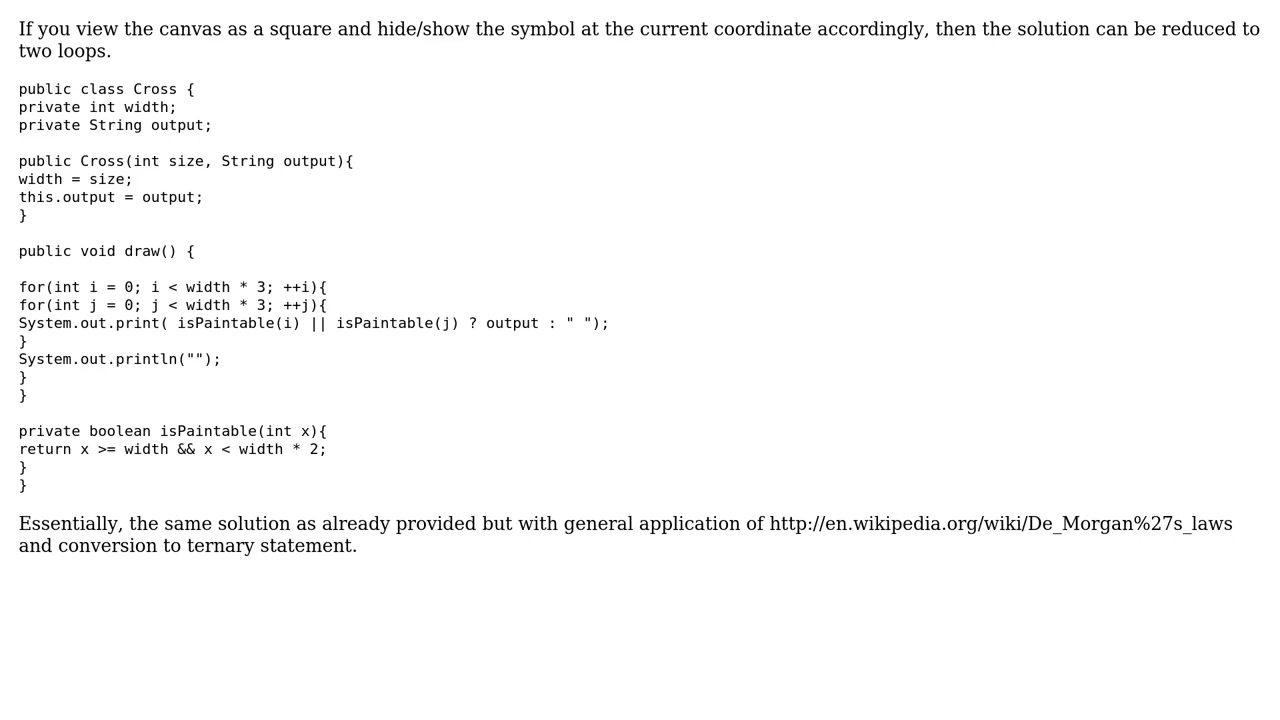 If you view the canvas as a square and hide/show the symbol at the current coordinate accordingly, then the solution can be reduced to
two loops.
public class Cross {
private int width;
private String output;
public Cross(int size, String output){
width = size;
this.output = output;
}
public void draw() {
for(int i = 0; i < width * 3; ++i){
for(int j = 0; j < width * 3; ++j){
System.out.print( isPaintable(i) || isPaintable(j) ? output : " ");
}
System.out.println("");
}
}
private boolean isPaintable(int x){
return x >= width && x < width * 2;
}
}
Essentially, the same solution as already provided but with general application of http://en.wikipedia.org/wiki/De_Morgan%27s_laws
and conversion to ternary statement.